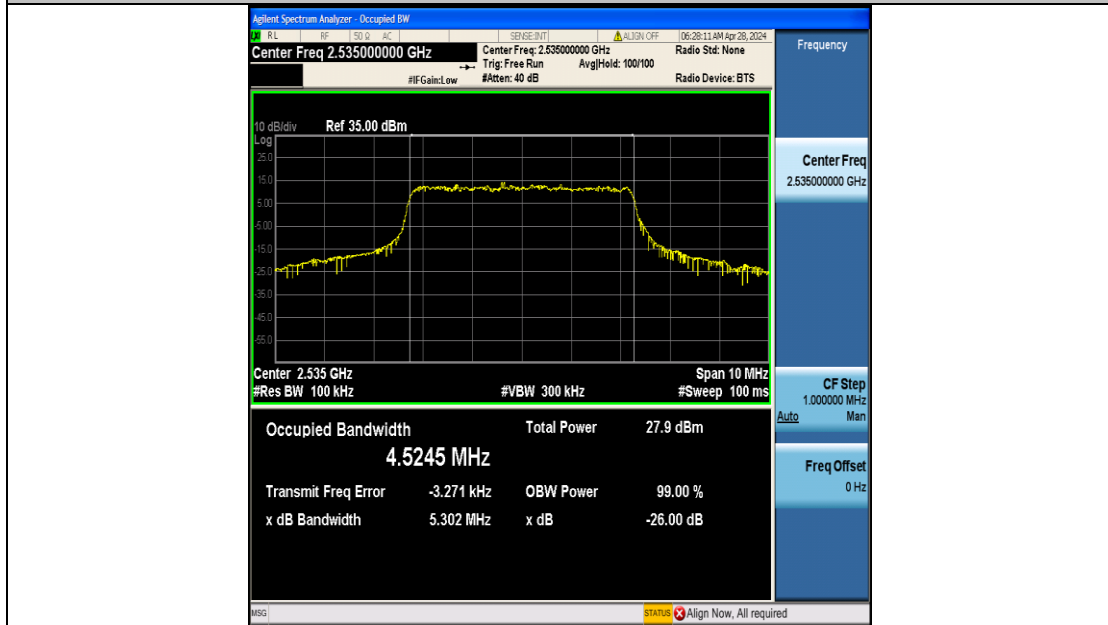 Agilent Spectrum Analyzer - Occupied BW
RL RF 50 Ω AC SENSE:INT ALIGN OFF 06:28:11 AM Apr 28, 2024
Center Freq 2.535000000 GHz
Center Freq: 2.535000000 GHz
Radio Std: None
Trig: Free Run Avg|Hold: 100/100
#IFGain:Low #Atten: 40 dB Radio Device: BTS
10 dB/div Ref 35.00 dBm
Log
25.0
15.0
5.00
-5.00
-15.0
-25.0
-35.0
-45.0
-55.0
Center 2.535 GHz Span 10 MHz
#Res BW 100 kHz #VBW 300 kHz #Sweep 100 ms
Occupied Bandwidth Total Power 27.9 dBm
4.5245 MHz
Transmit Freq Error -3.271 kHz OBW Power 99.00 %
x dB Bandwidth 5.302 MHz x dB -26.00 dB
MSG STATUS Align Now, All required
Frequency
Center Freq
2.535000000 GHz
CF Step
1.000000 MHz
Auto Man
Freq Offset
0 Hz